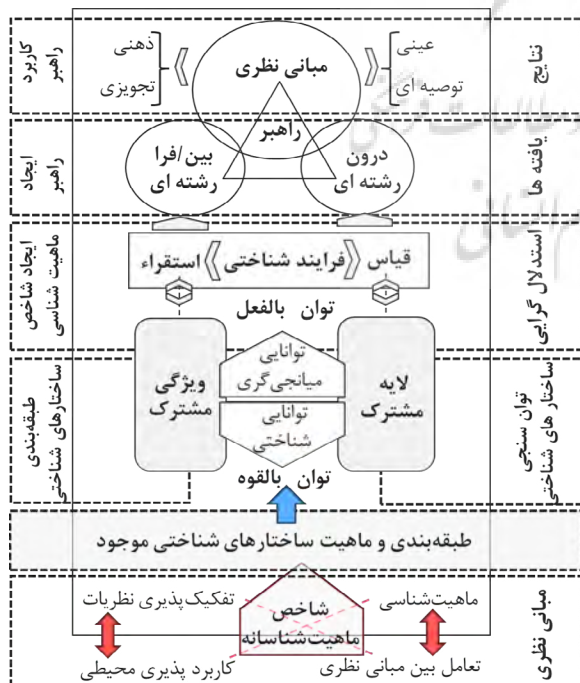 نتایج
عینی
توصیه ای
مبانی نظری
ذهنی
تجویزی
راهبر
کاربرد
یافته ها
درون
رشته ای
راهبر
بین/فرا
رشته ای
راهبر
ایجاد
استدلال گرایی
قیاس
فرایند شناختی
استقراء
ماهیت شناسی
ایجاد شاخص
توان بالفعل
توان سنجی
ساختار های شناختی
لایه
مشترک
توانایی
میانجی‌گری
توانایی
شناختی
ویژگی
مشترک
طبقه‌بندی
ساختارهای شناختی
توان بالقوه
طبقه‌بندی و ماهیت ساختارهای شناختی موجود
مبانی نظری
ماهیت‌شناسی
شاخص
ماهیت‌شناسانه
تفکیک‌پذیری نظریات
تعامل بین مبانی نظری
کاربرد پذیری محیطی